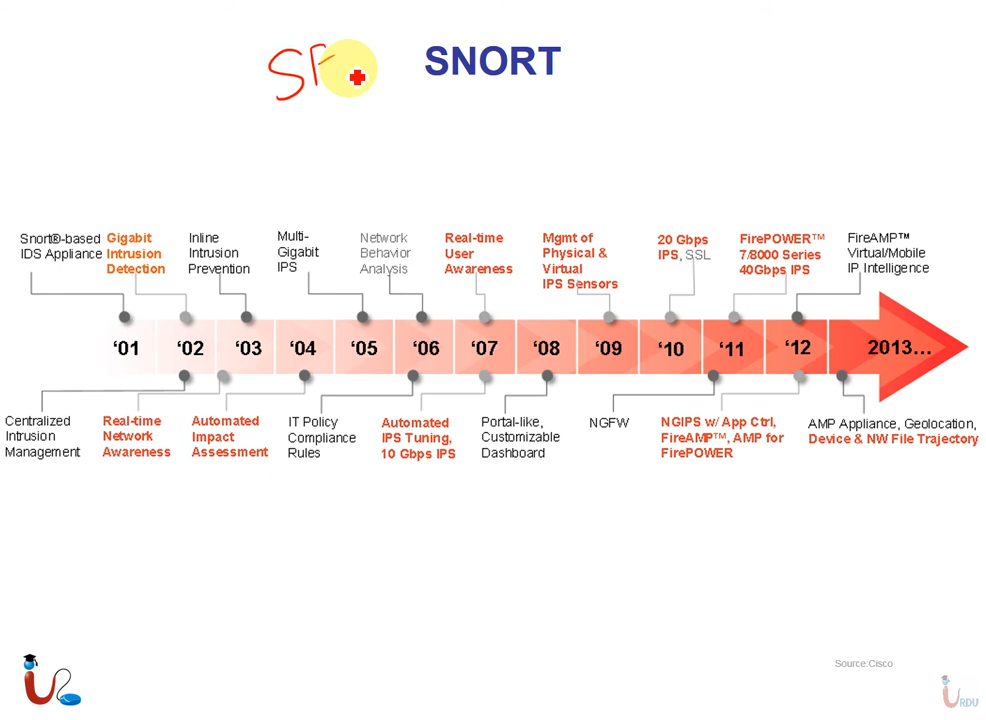 SF
SNORT
Snort®-based
IDS Appliance
Gigabit
Intrusion
Detection
Inline
Intrusion
Prevention
Multi-
Gigabit
IPS
Network
Behavior
Analysis
Real-time
User
Awareness
Mgmt of
Physical &
Virtual
IPS Sensors
20 Gbps
IPS, SSL
FirePOWER™
7/8000 Series
40Gbps IPS
FireAMP™
Virtual/Mobile
IP Intelligence
‘01 ‘02 ‘03 ‘04 ‘05 ‘06 ‘07 ‘08 ‘09 ‘10 ‘11 ‘12 2013...
Centralized
Intrusion
Management
Real-time
Network
Awareness
Automated
Impact
Assessment
IT Policy
Compliance
Rules
Automated
IPS Tuning,
10 Gbps IPS
Portal-like,
Customizable
Dashboard
NGFW
NGIPS w/ App Ctrl,
FireAMP™, AMP for
FirePOWER
AMP Appliance, Geolocation,
Device & NW File Trajectory
Source:Cisco
URDU